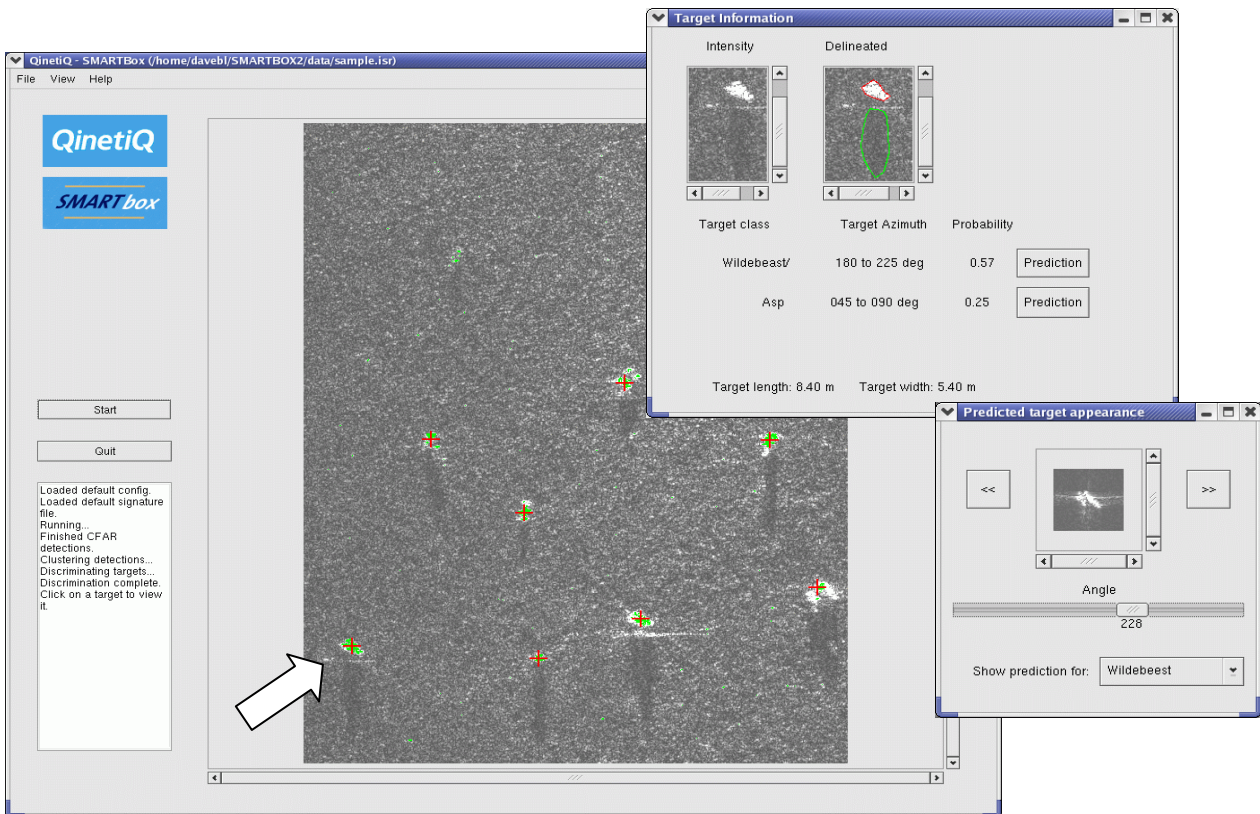 QinetiQ - SMARTBox (/home/davebl/SMARTBOX2/data/sample.isr)
File View Help
QinetiQ
SMARTbox
Start
Quit
Loaded default config.
Loaded default signature
file.
Running...
Finished CFAR
detections.
Clustering detections...
Discriminating targets...
Discrimination complete.
Click on a target to view
it.
Target Information
Intensity Delineated
Target class Target Azimuth Probability
Wildebeast/ 180 to 225 deg 0.57 Prediction
Asp 045 to 090 deg 0.25 Prediction
Target length: 8.40 m Target width: 5.40 m
Predicted target appearance
<< >>
Angle
228
Show prediction for: Wildebeest